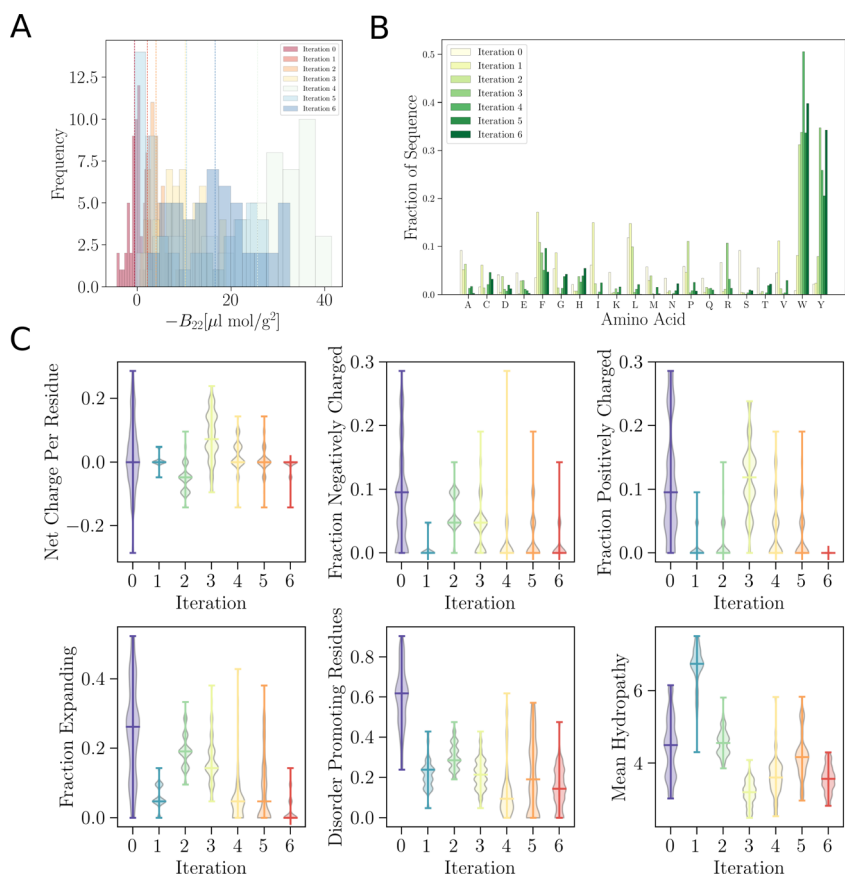 A
B
Frequency
12.5
10.0
7.5
5.0
2.5
0.0
Iteration 0
Iteration 1
Iteration 2
Iteration 3
Iteration 4
Iteration 5
Iteration 6
0
20
40
−B22[μl mol/g²]
Fraction of Sequence
0.5
0.4
0.3
0.2
0.1
0.0
Iteration 0
Iteration 1
Iteration 2
Iteration 3
Iteration 4
Iteration 5
Iteration 6
A C D E F G H I K L M N P Q R S T V W Y
Amino Acid
C
Net Charge Per Residue
0.2
0.0
−0.2
0 1 2 3 4 5 6
Iteration
Fraction Negatively Charged
0.3
0.2
0.1
0.0
0 1 2 3 4 5 6
Iteration
Fraction Positively Charged
0.3
0.2
0.1
0.0
0 1 2 3 4 5 6
Iteration
Fraction Expanding
0.4
0.2
0.0
0 1 2 3 4 5 6
Iteration
Disorder Promoting Residues
0.8
0.6
0.4
0.2
0.0
0 1 2 3 4 5 6
Iteration
Mean Hydropathy
6
4
0 1 2 3 4 5 6
Iteration